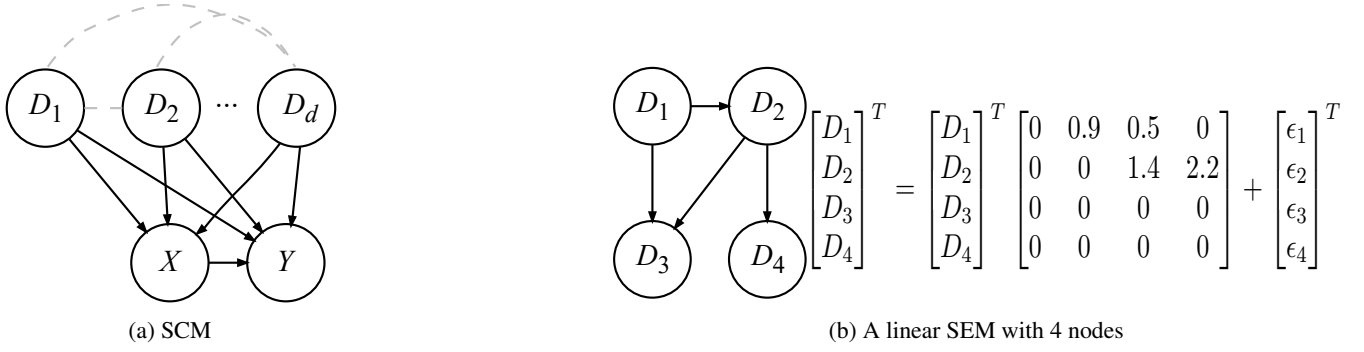 D1 D2 ... Dd
X Y
(a) SCM
D1 D2
D3 D4
[D1 D2 D3 D4]^T = [D1 D2 D3 D4]^T [0 0.9 0.5 0
0 0 1.4 2.2
0 0 0 0
0 0 0 0] + [ϵ1 ϵ2 ϵ3 ϵ4]^T
(b) A linear SEM with 4 nodes